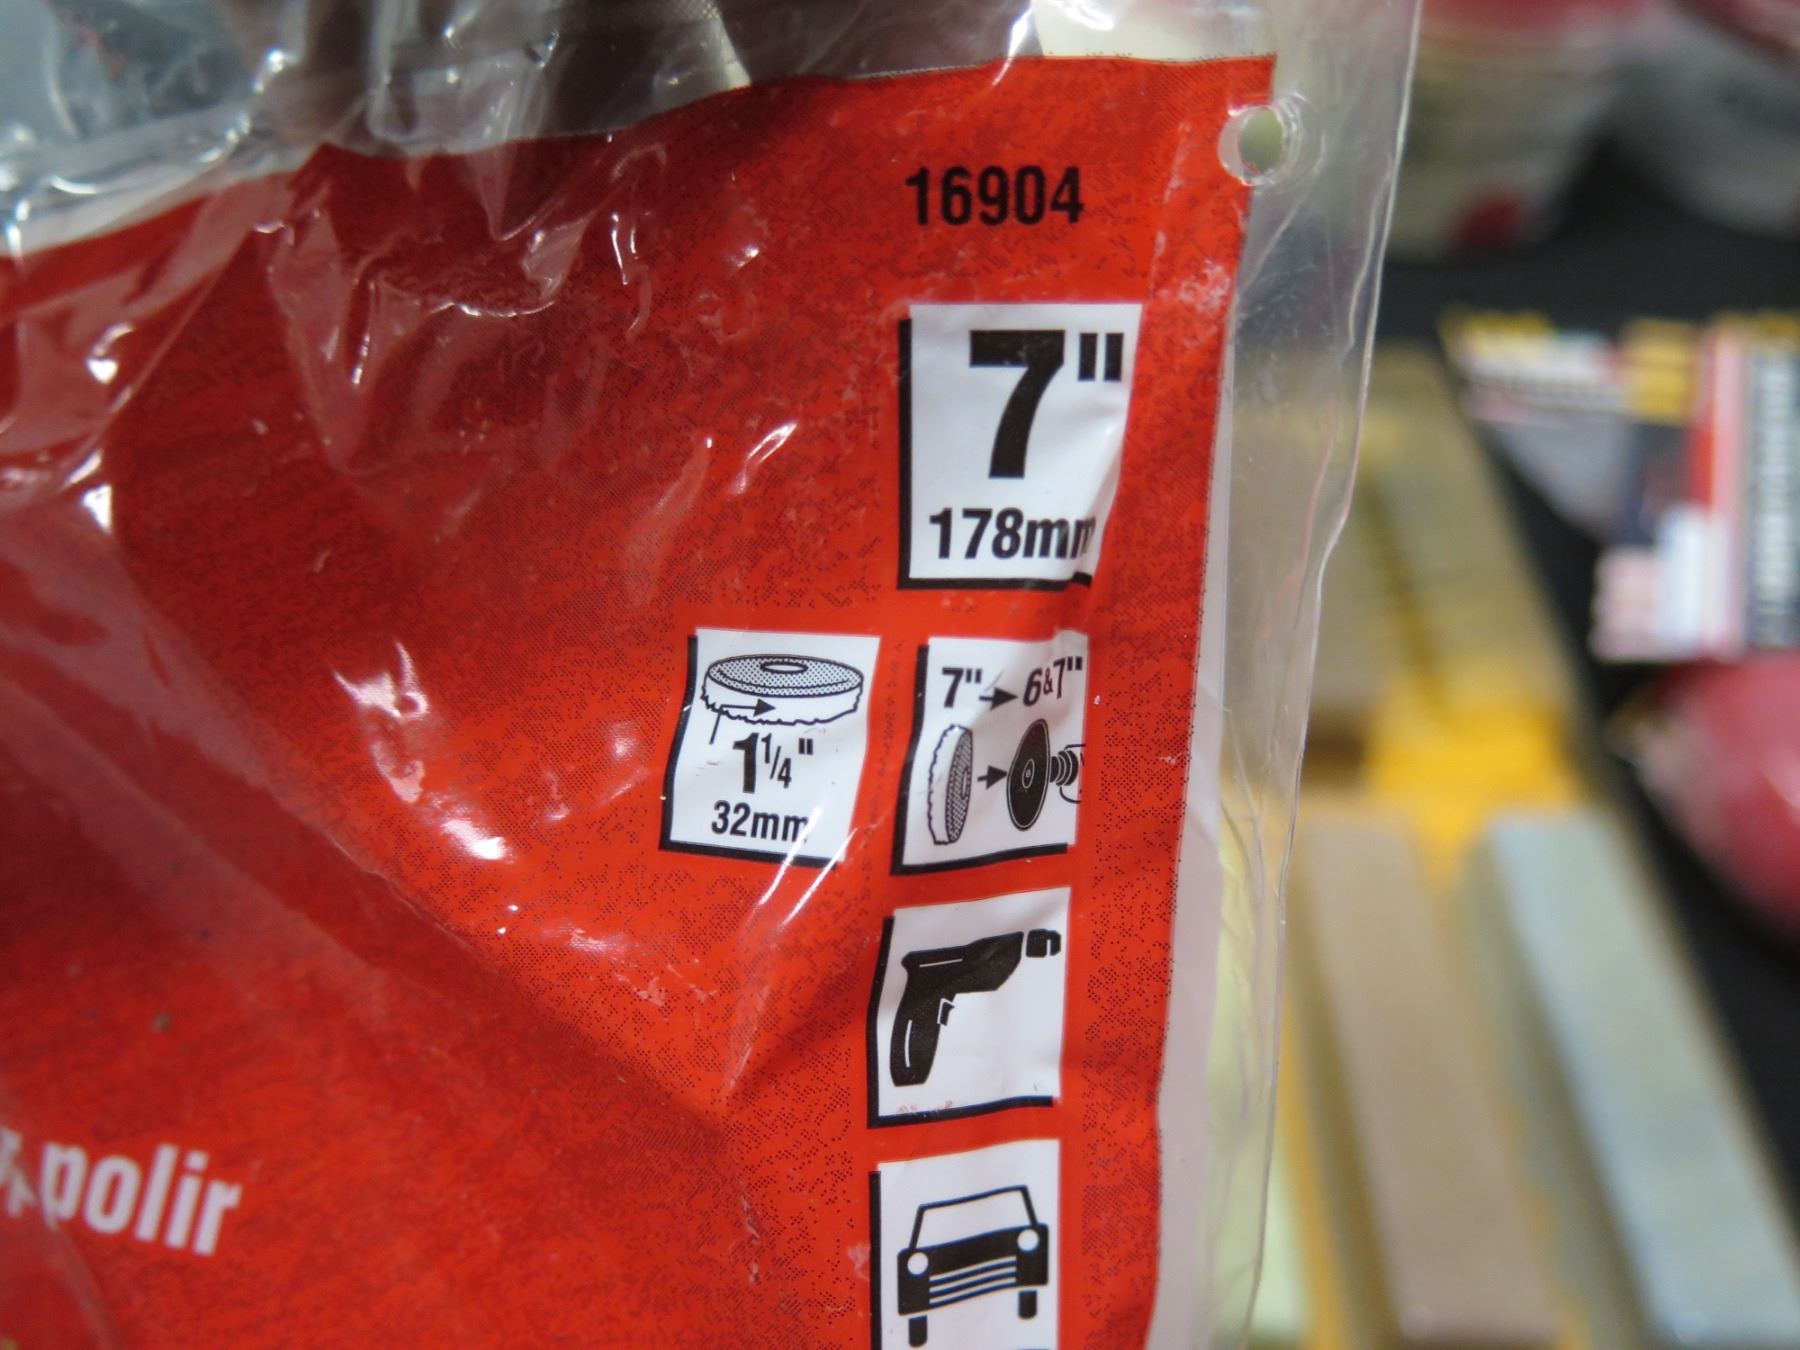 16904
7"
178mm
1 1/4"
32mm
7" → 6&7"
polir